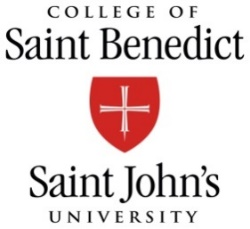 COLLEGE OF
Saint Benedict
Saint John's
UNIVERSITY